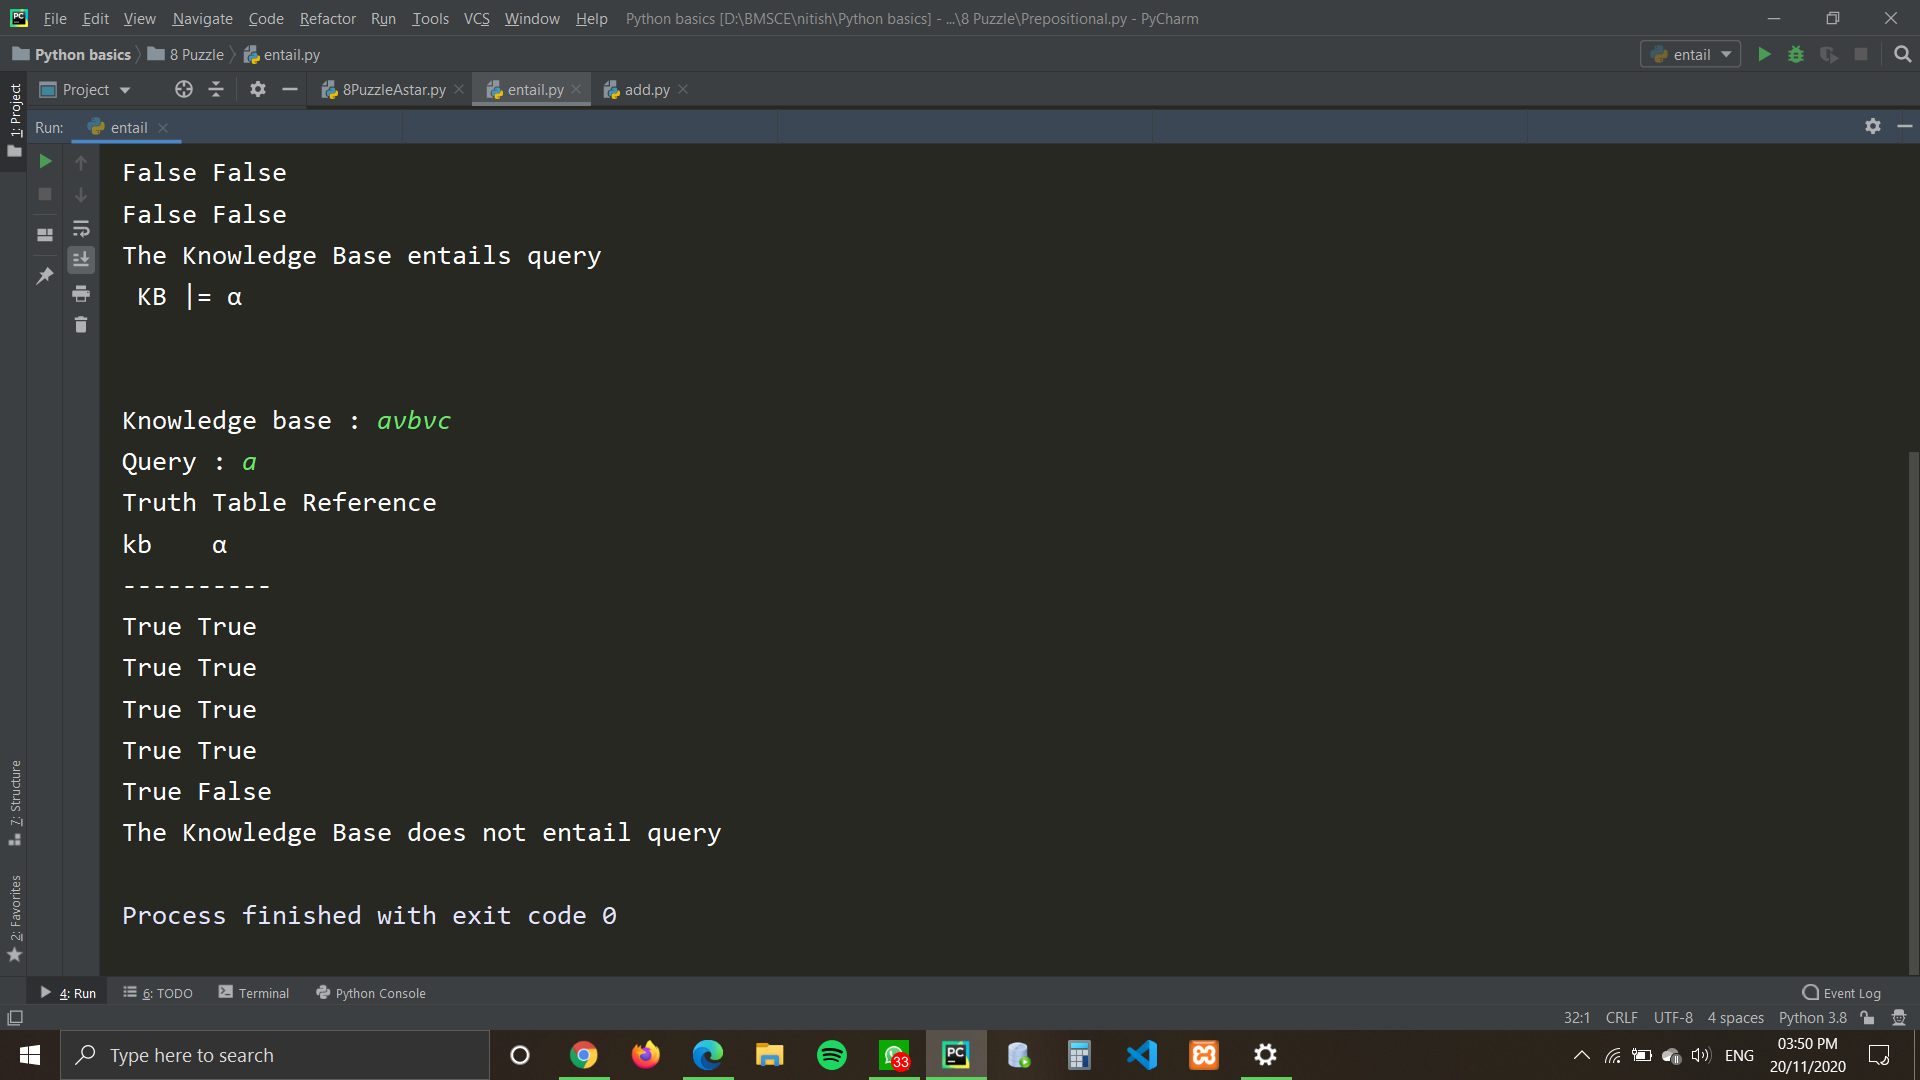 File Edit View Navigate Code Refactor Run Tools VCS Window Help Python basics [D:\BMSCE\nitish\Python basics] - ...\8 Puzzle\Prepositional.py - PyCharm
Python basics 8 Puzzle entail.py entail
1: Project
Project 8PuzzleAstar.py entail.py add.py
Run: entail
False False
False False
The Knowledge Base entails query
KB |= α
Knowledge base : avbvc
Query : a
Truth Table Reference
kb α
----------
True True
True True
True True
True True
True False
The Knowledge Base does not entail query
Process finished with exit code 0
7: Structure
2: Favorites
4: Run 6: TODO Terminal Python Console Event Log
32:1 CRLF UTF-8 4 spaces Python 3.8
Type here to search PC 33 ENG 03:50 PM
20/11/2020